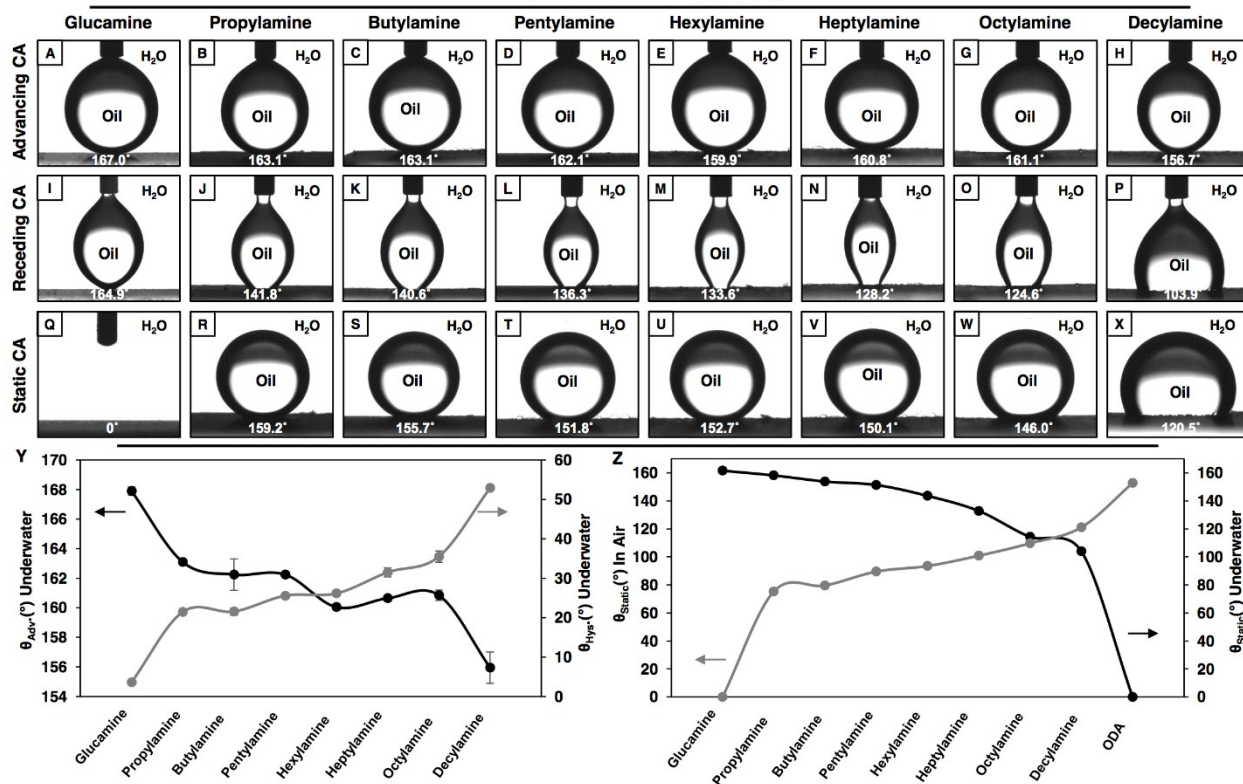 Glucamine Propylamine Butylamine Pentylamine Hexylamine Heptylamine Octylamine Decylamine
Advancing CA
A H₂O Oil 167.0°
B H₂O Oil 163.1°
C H₂O Oil 163.1°
D H₂O Oil 162.1°
E H₂O Oil 159.9°
F H₂O Oil 160.8°
G H₂O Oil 161.1°
H H₂O Oil 156.7°
Receding CA
I H₂O Oil 164.9°
J H₂O Oil 141.8°
K H₂O Oil 140.6°
L H₂O Oil 136.3°
M H₂O Oil 133.6°
N H₂O Oil 128.2°
O H₂O Oil 124.6°
P H₂O Oil 103.9°
Static CA
Q H₂O 0°
R H₂O Oil 159.2°
S H₂O Oil 155.7°
T H₂O Oil 151.8°
U H₂O Oil 152.7°
V H₂O Oil 150.1°
W H₂O Oil 146.0°
X H₂O Oil 120.5°
Y
θAdv.(°) Underwater
170
168
166
164
162
160
158
156
154
60
50
40
30
20
10
0
θHys.(°) Underwater
Glucamine
Propylamine
Butylamine
Pentylamine
Hexylamine
Heptylamine
Octylamine
Decylamine
Z
θStatic(°) In Air
160
140
120
100
80
60
40
20
0
160
140
120
100
80
60
40
20
0
θStatic(°) Underwater
Glucamine
Propylamine
Butylamine
Pentylamine
Hexylamine
Heptylamine
Octylamine
Decylamine
ODA